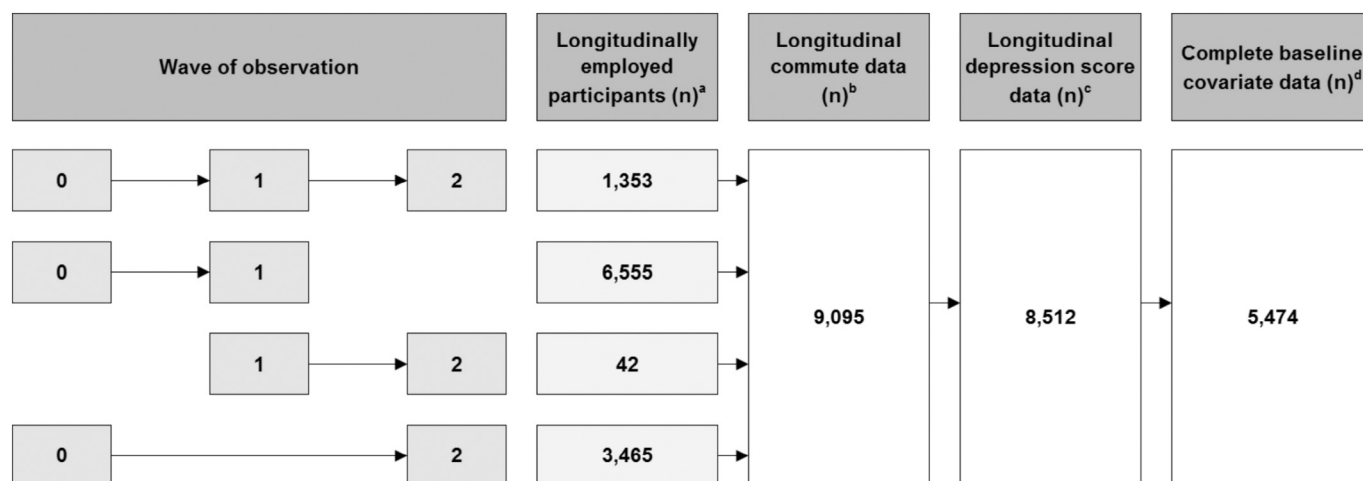 Wave of observation
Longitudinally
employed
participants (n)a
Longitudinal
commute data
(n)b
Longitudinal
depression score
data (n)c
Complete baseline
covariate data (n)d
0
1
2
1,353
0
1
6,555
1
2
42
0
2
3,465
9,095
8,512
5,474